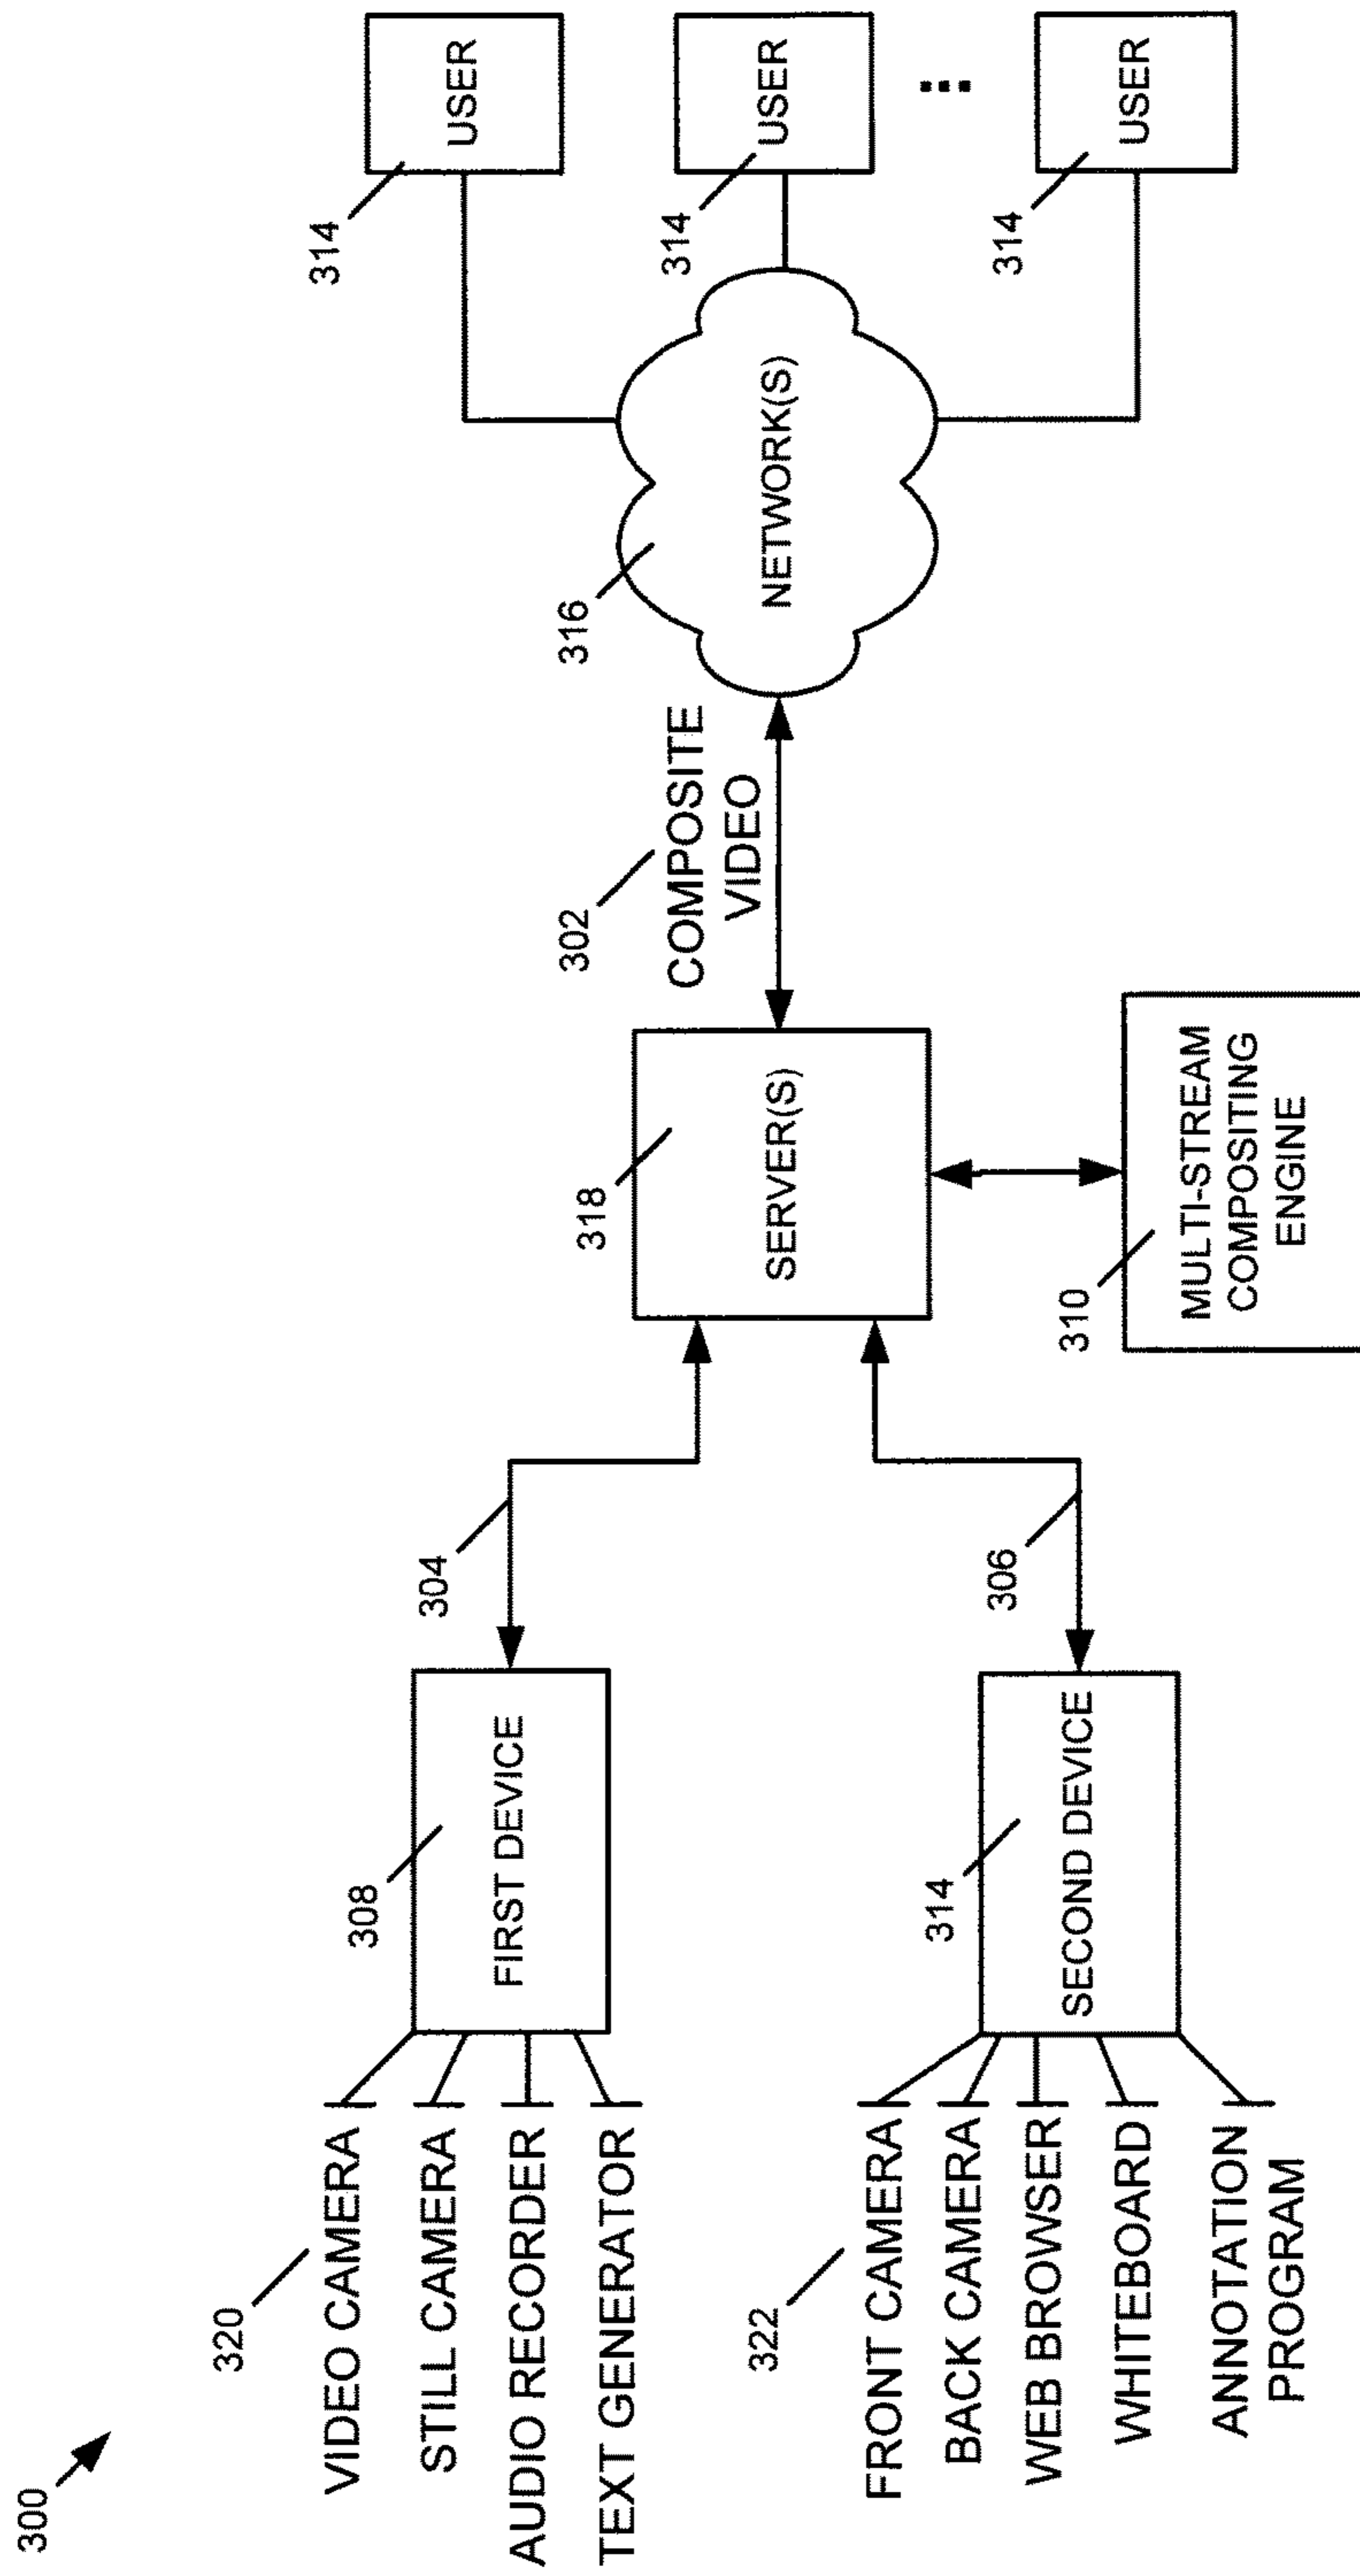 300
320
VIDEO CAMERA
STILL CAMERA
AUDIO RECORDER
TEXT GENERATOR
308
FIRST DEVICE
304
322
FRONT CAMERA
BACK CAMERA
WEB BROWSER
WHITEBOARD
ANNOTATION
PROGRAM
314
SECOND DEVICE
306
318
SERVER(S)
310
MULTI-STREAM
COMPOSITING
ENGINE
302
COMPOSITE
VIDEO
316
NETWORK(S)
314
USER
314
USER
314
USER